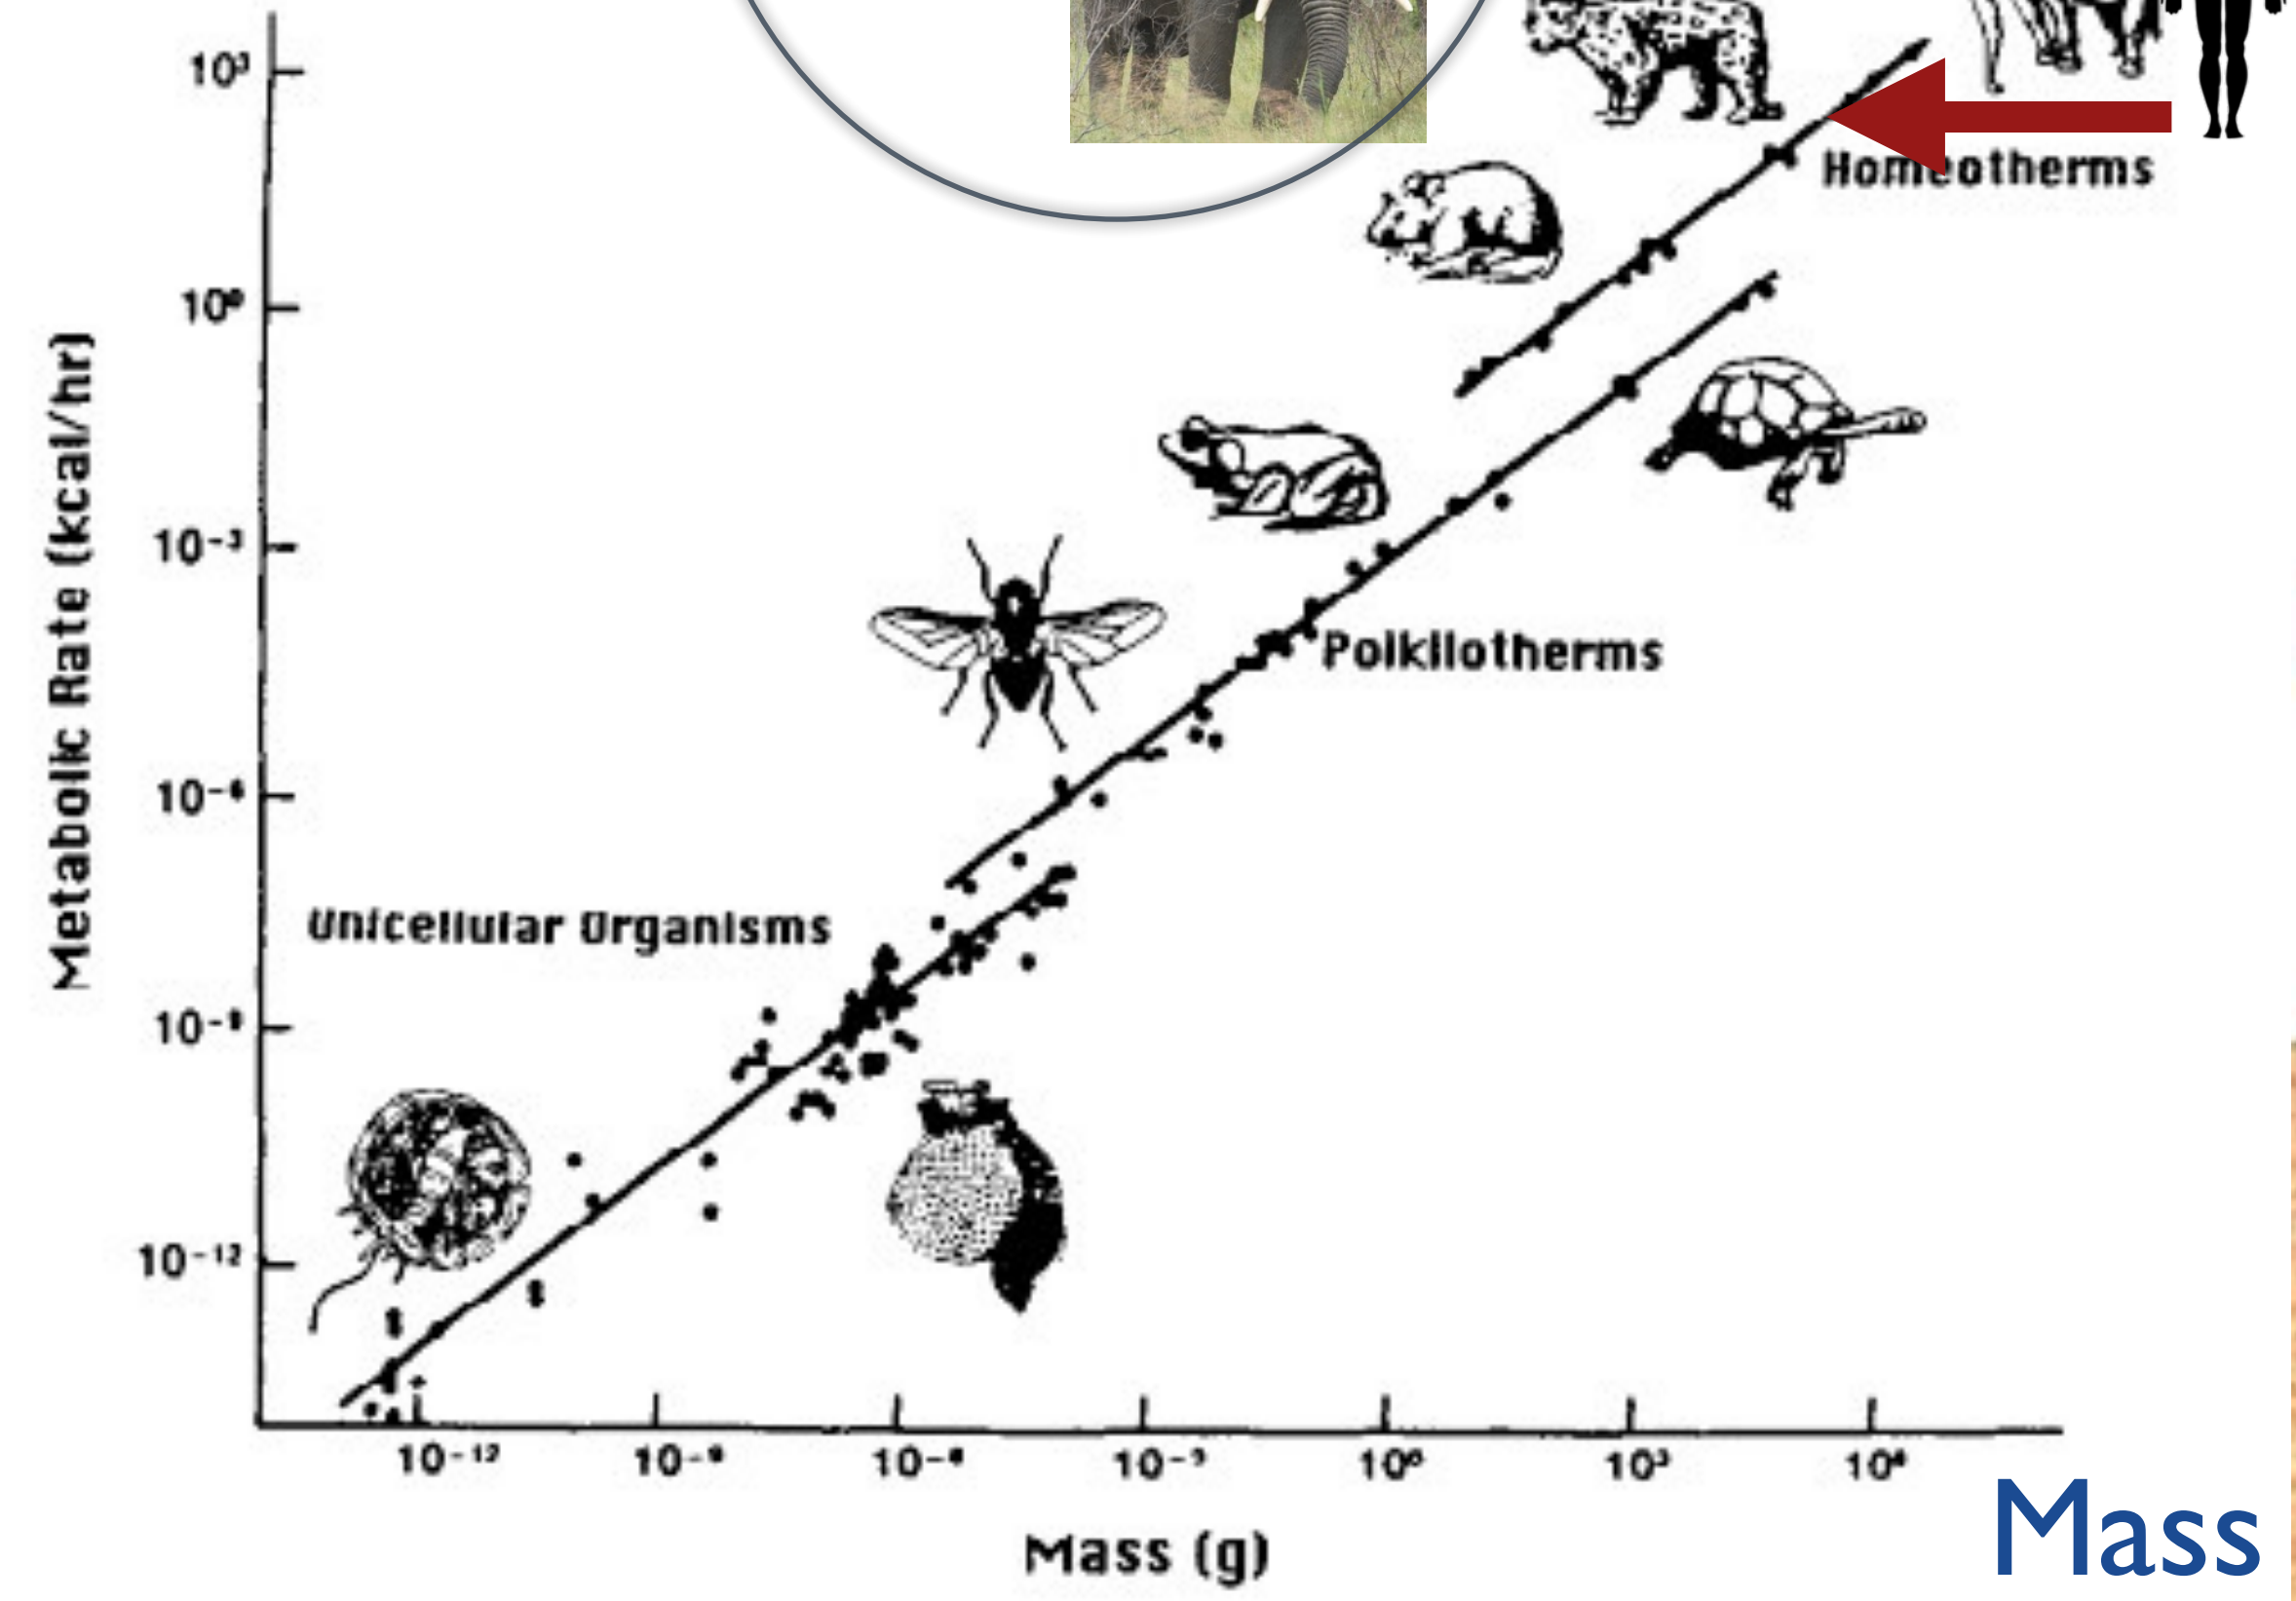 10³
Homeotherms
10⁰
Metabolic Rate (kcal/hr)
10⁻³
Poikilotherms
10⁻⁶
Unicellular Organisms
10⁻⁹
10⁻¹²
10⁻¹² 10⁻⁹ 10⁻⁶ 10⁻³ 10⁰ 10³ 10⁶
Mass (g)
Mass